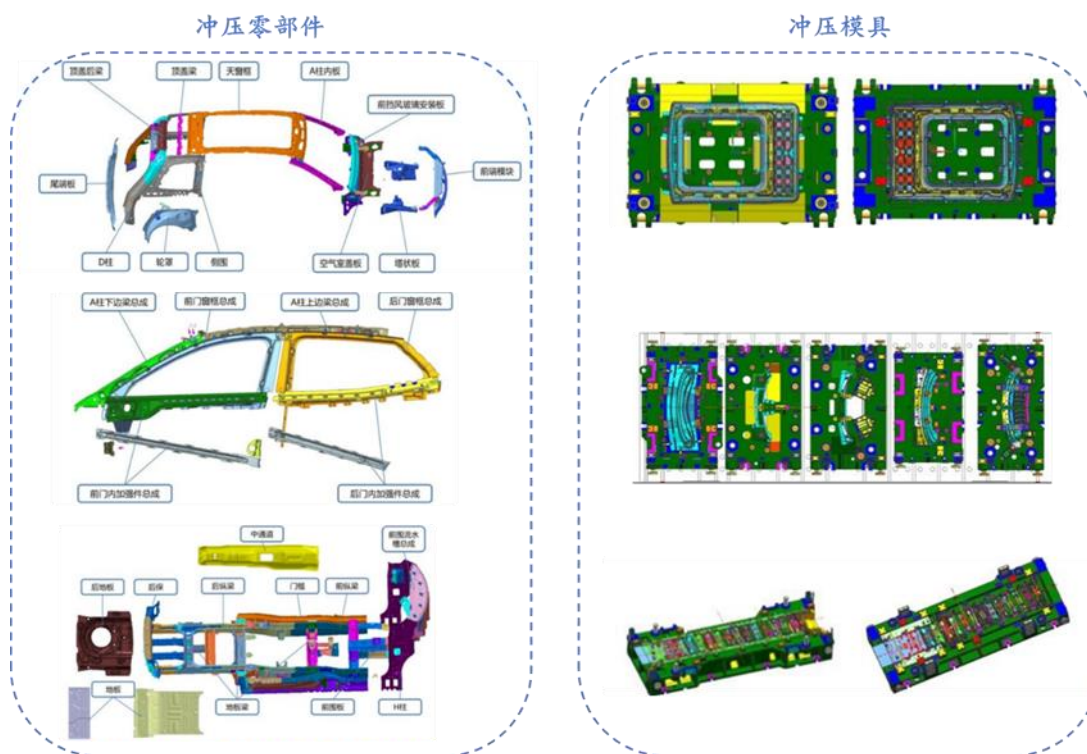 冲压零部件
冲压模具
顶盖后梁
顶盖梁
天窗框
A柱内板
前挡风玻璃安装板
尾端板
前端模块
D柱
轮罩
侧围
空气室盖板
塔状板
A柱下边梁总成
前门窗框总成
A柱上边梁总成
后门窗框总成
前门内加强件总成
后门内加强件总成
中通道
前围流水
槽总成
后地板
后保
后纵梁
门槛
前纵梁
地板
地板梁
前围板
H柱